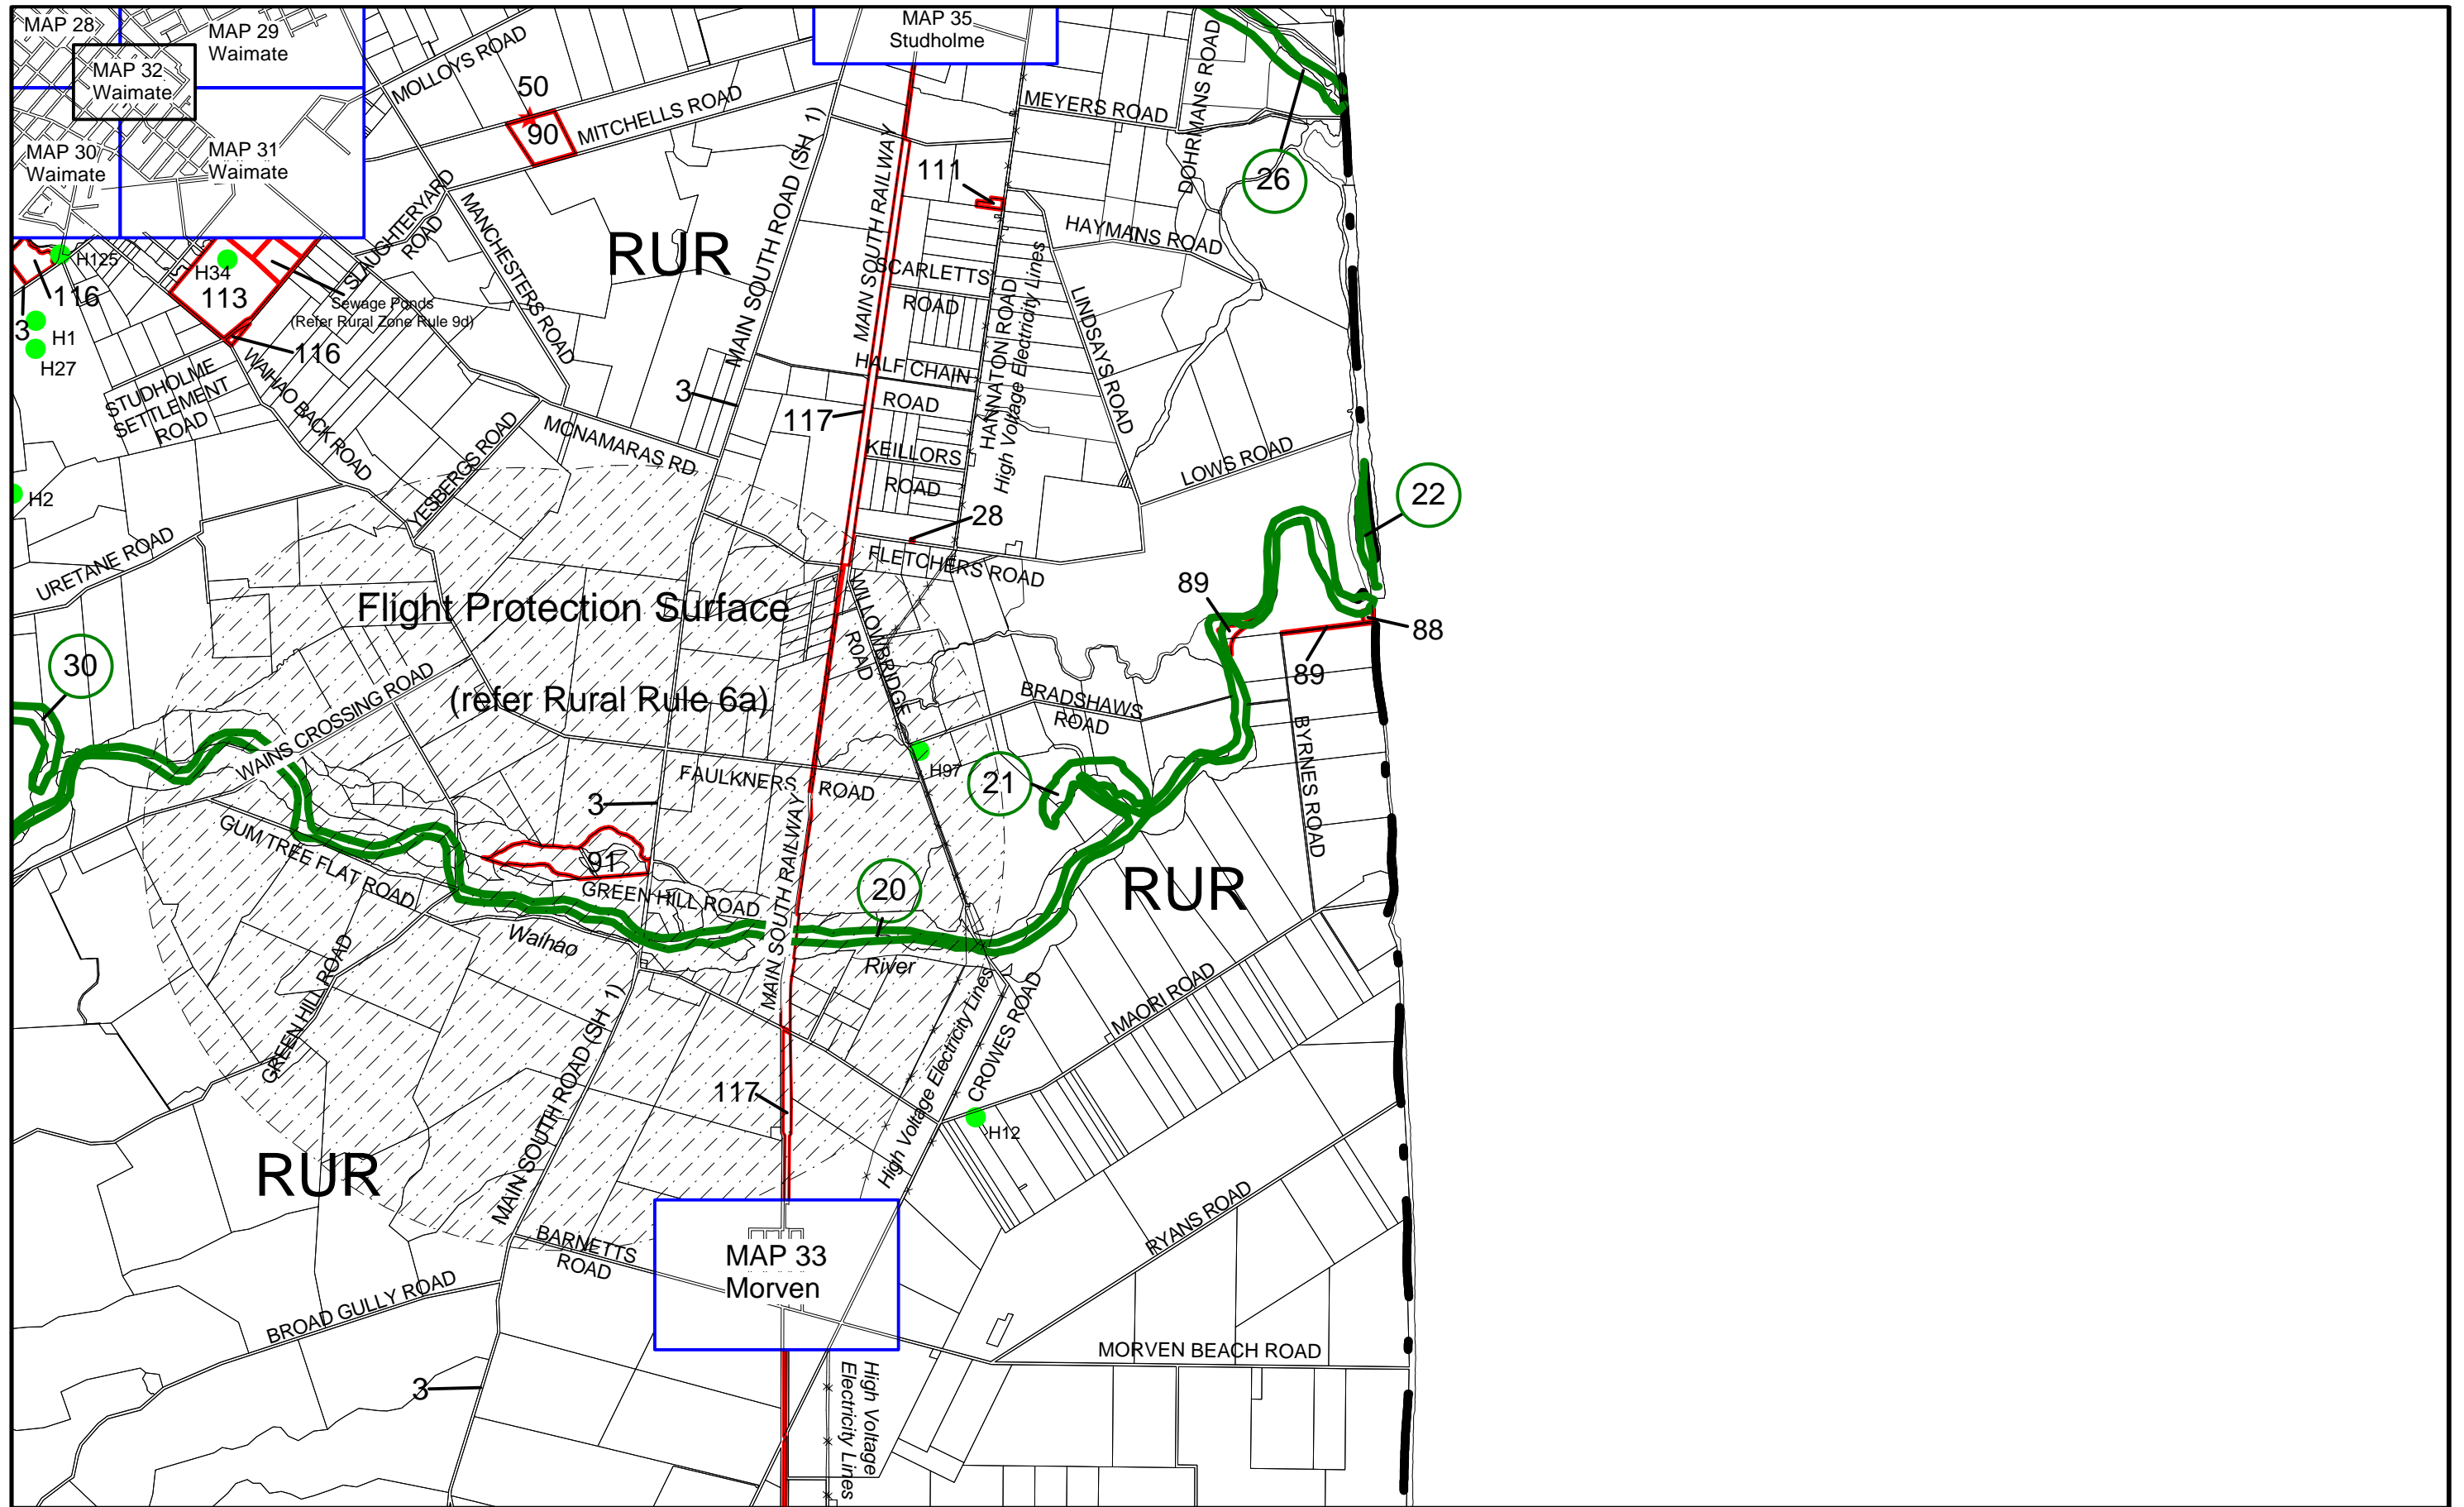 MAP 28
MAP 29
Waimate
MAP 32
Waimate
MAP 30
Waimate
MAP 31
Waimate
MAP 35
Studholme
MOLLOYS ROAD
50
90
MITCHELLS ROAD
MAIN SOUTH ROAD (SH 1)
MAIN SOUTH RAILWAY
MEYERS ROAD
DOHRMANS ROAD
26
111
HAYMANS ROAD
SLAUGHTERYARD
ROAD
MANCHESTERS ROAD
RUR
H125
H34
113
116
3
Sewage Ponds
(Refer Rural Zone Rule 9d)
H1
H27
116
SCARLETTS
ROAD
HANNATON ROAD
High Voltage Electricity Lines
LINDSAYS ROAD
STUDHOLME
SETTLEMENT
ROAD
WAIHAO BACK ROAD
HALF CHAIN
ROAD
3
117
YESBERGS ROAD
MCNAMARAS RD
KEILLORS
ROAD
LOWS ROAD
H2
22
28
URETANE ROAD
FLETCHERS ROAD
Flight Protection Surface
(refer Rural Rule 6a)
WILLOWBRIDGE
ROAD
89
88
89
30
WAINS CROSSING ROAD
BRADSHAWS
ROAD
BYRNES ROAD
H97
21
FAULKNERS ROAD
3
MAIN SOUTH RAILWAY
GUM TREE FLAT ROAD
91
GREEN HILL ROAD
20
RUR
Waihao
River
GREEN HILL ROAD
MAIN SOUTH ROAD (SH 1)
High Voltage Electricity Lines
CROWES ROAD
MAORI ROAD
117
H12
RUR
RYANS ROAD
BARNETTS
ROAD
MAP 33
Morven
BROAD GULLY ROAD
MORVEN BEACH ROAD
3
High Voltage
Electricity Lines